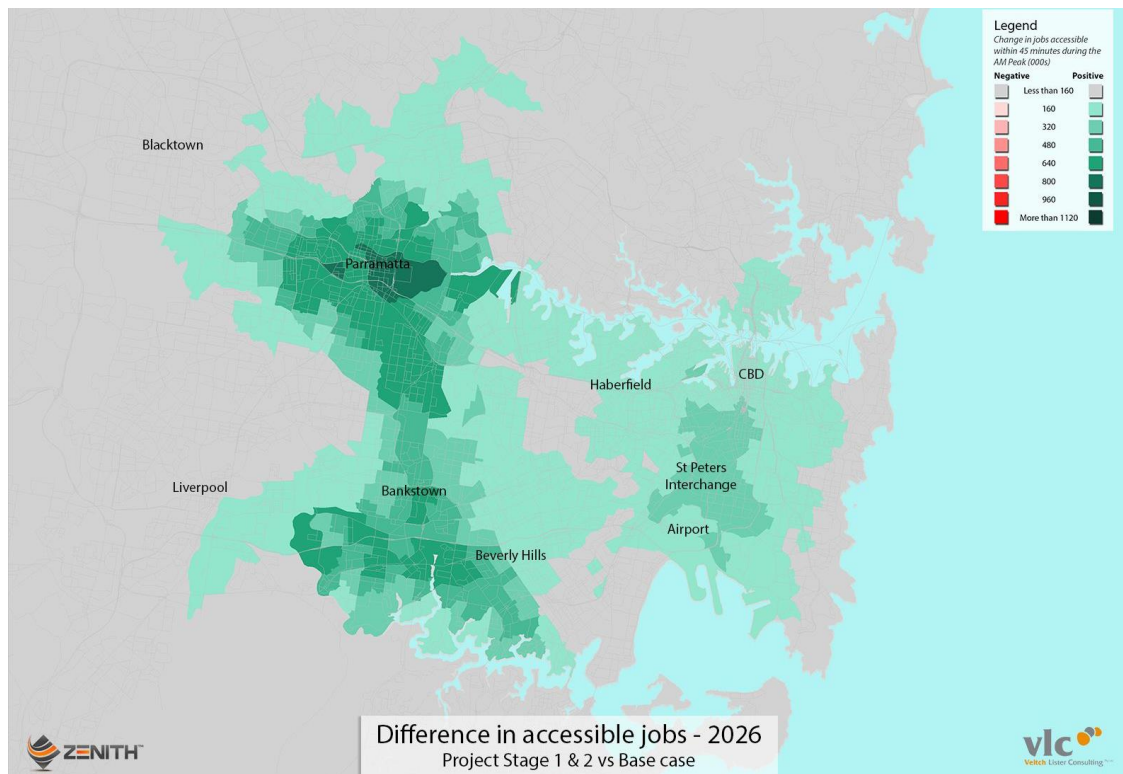 Legend
Change in jobs accessible
within 45 minutes during the
AM Peak (000s)
Negative Positive
Less than 160
160
320
480
640
800
960
More than 1120
Blacktown
Parramatta
Haberfield
CBD
Liverpool
Bankstown
St Peters
Interchange
Airport
Beverly Hills
Difference in accessible jobs - 2026
Project Stage 1 & 2 vs Base case
ZENITH™
vlc
Veitch Lister Consulting